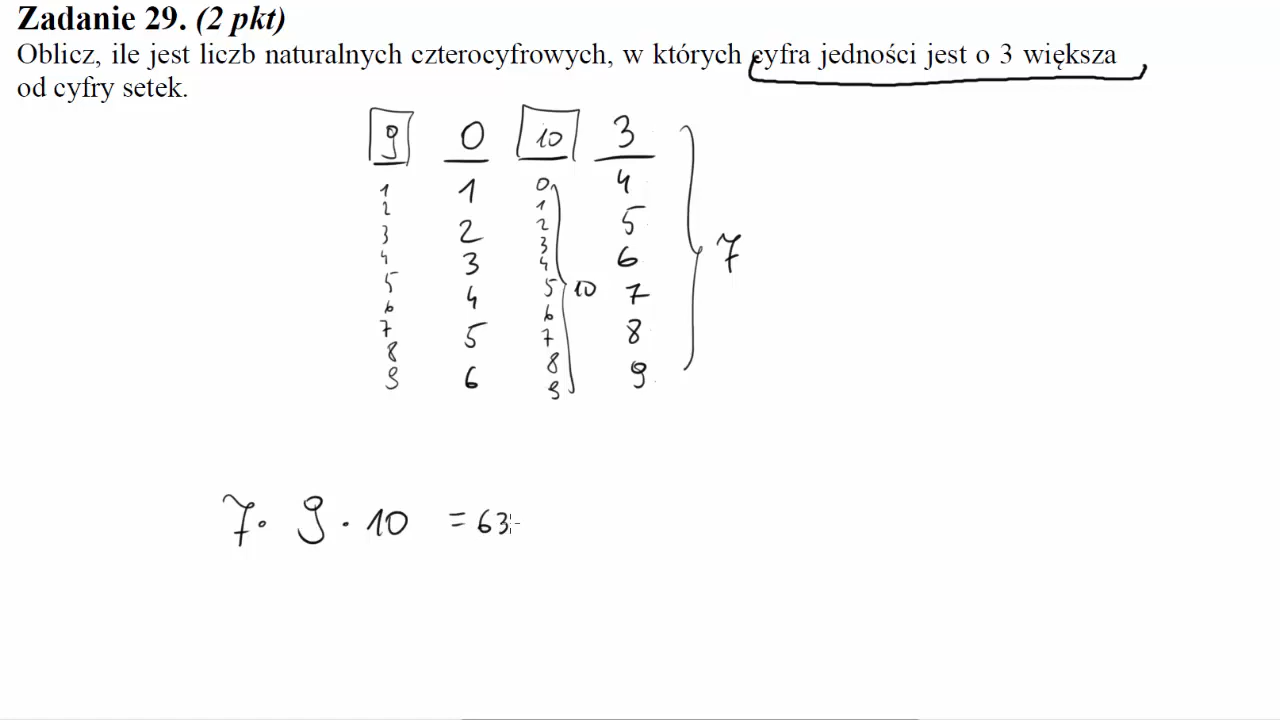 Zadanie 29. (2 pkt)
Oblicz, ile jest liczb naturalnych czterocyfrowych, w których cyfra jedności jest o 3 większa
od cyfry setek.
9 0 10 3
1 1 0 4
2 2 1 5
3 3 2 6
4 4 3 7
5 5 4 8
6 6 5 9
7 6
8 7
9 8
9
10
7
7 · 9 · 10 = 63